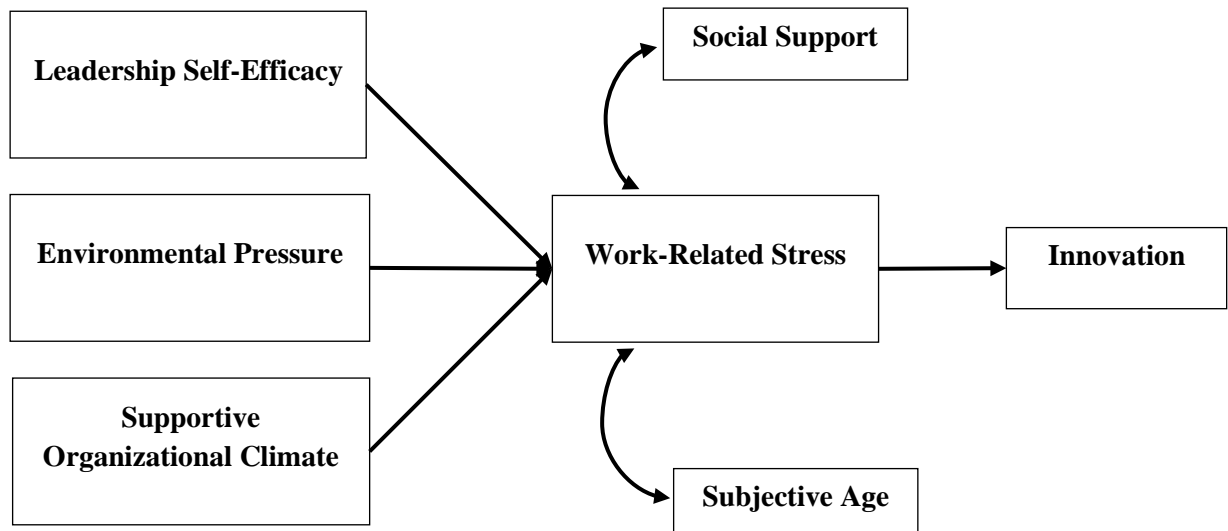 Leadership Self-Efficacy
Environmental Pressure
Supportive
Organizational Climate
Social Support
Work-Related Stress
Subjective Age
Innovation